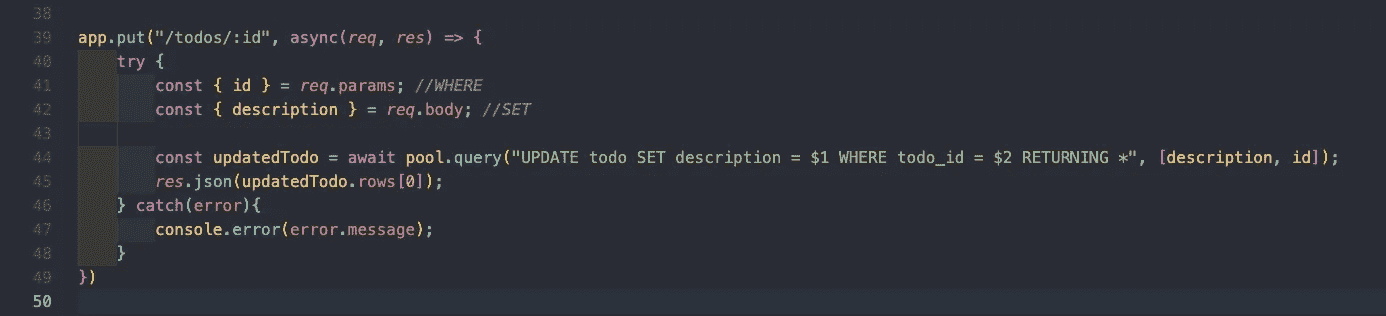 38
39 app.put("/todos/:id", async(req, res) => {
40 try {
41 const { id } = req.params; //WHERE
42 const { description } = req.body; //SET
43
44 const updatedTodo = await pool.query("UPDATE todo SET description = $1 WHERE todo_id = $2 RETURNING *", [description, id]);
45 res.json(updatedTodo.rows[0]);
46 } catch(error){
47 console.error(error.message);
48 }
49 })
50